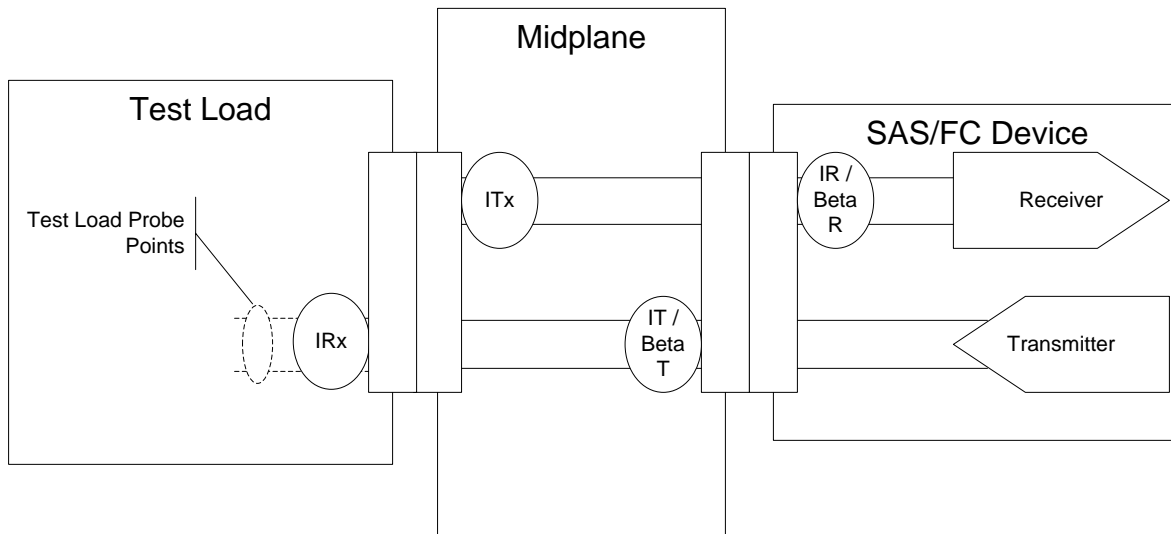 Midplane
Test Load
SAS/FC Device
Test Load Probe
Points
ITx
IR /
Beta
R
Receiver
IRx
IT /
Beta
T
Transmitter